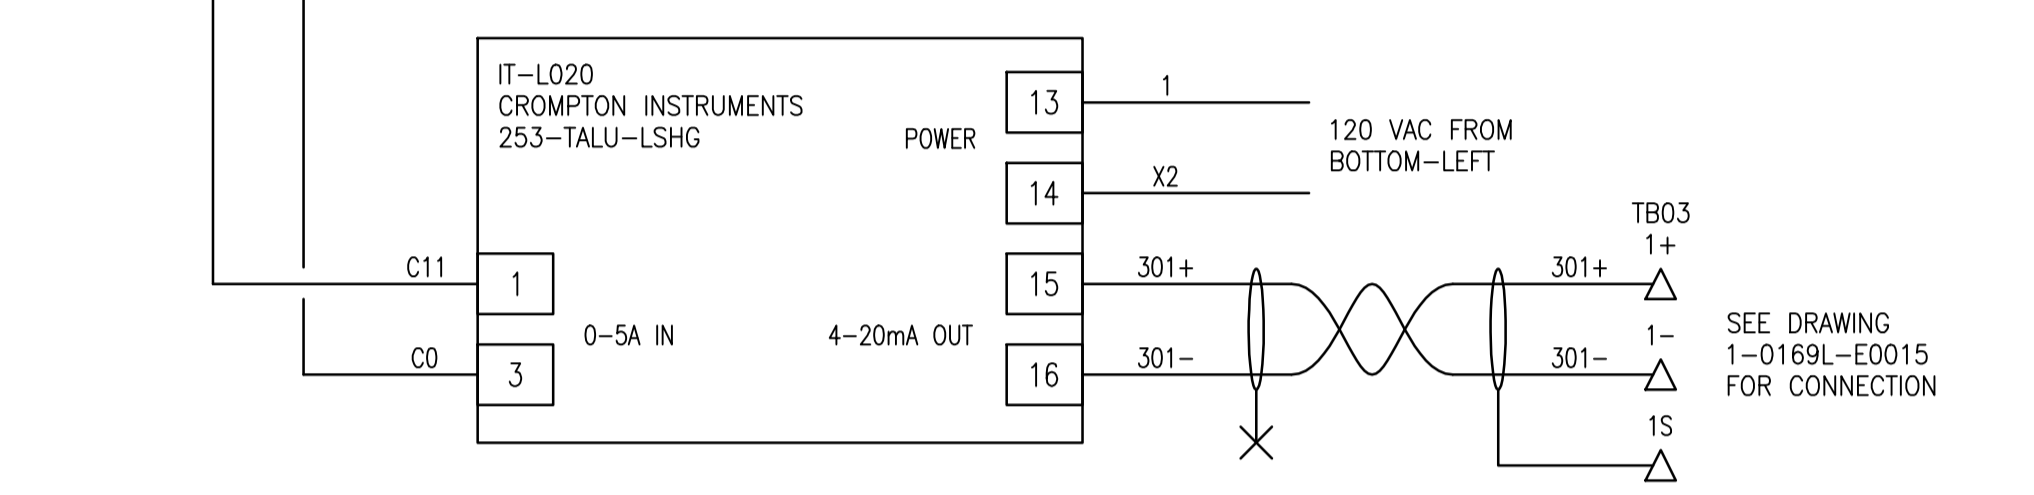 IT-L020
CROMPTON INSTRUMENTS
253-TALU-LSHG
POWER
13
1
14
X2
120 VAC FROM
BOTTOM-LEFT
C11
1
C0
3
0-5A IN
4-20mA OUT
15
301+
16
301-
301+
301-
TB03
1+
1-
1S
SEE DRAWING
1-0169L-E0015
FOR CONNECTION